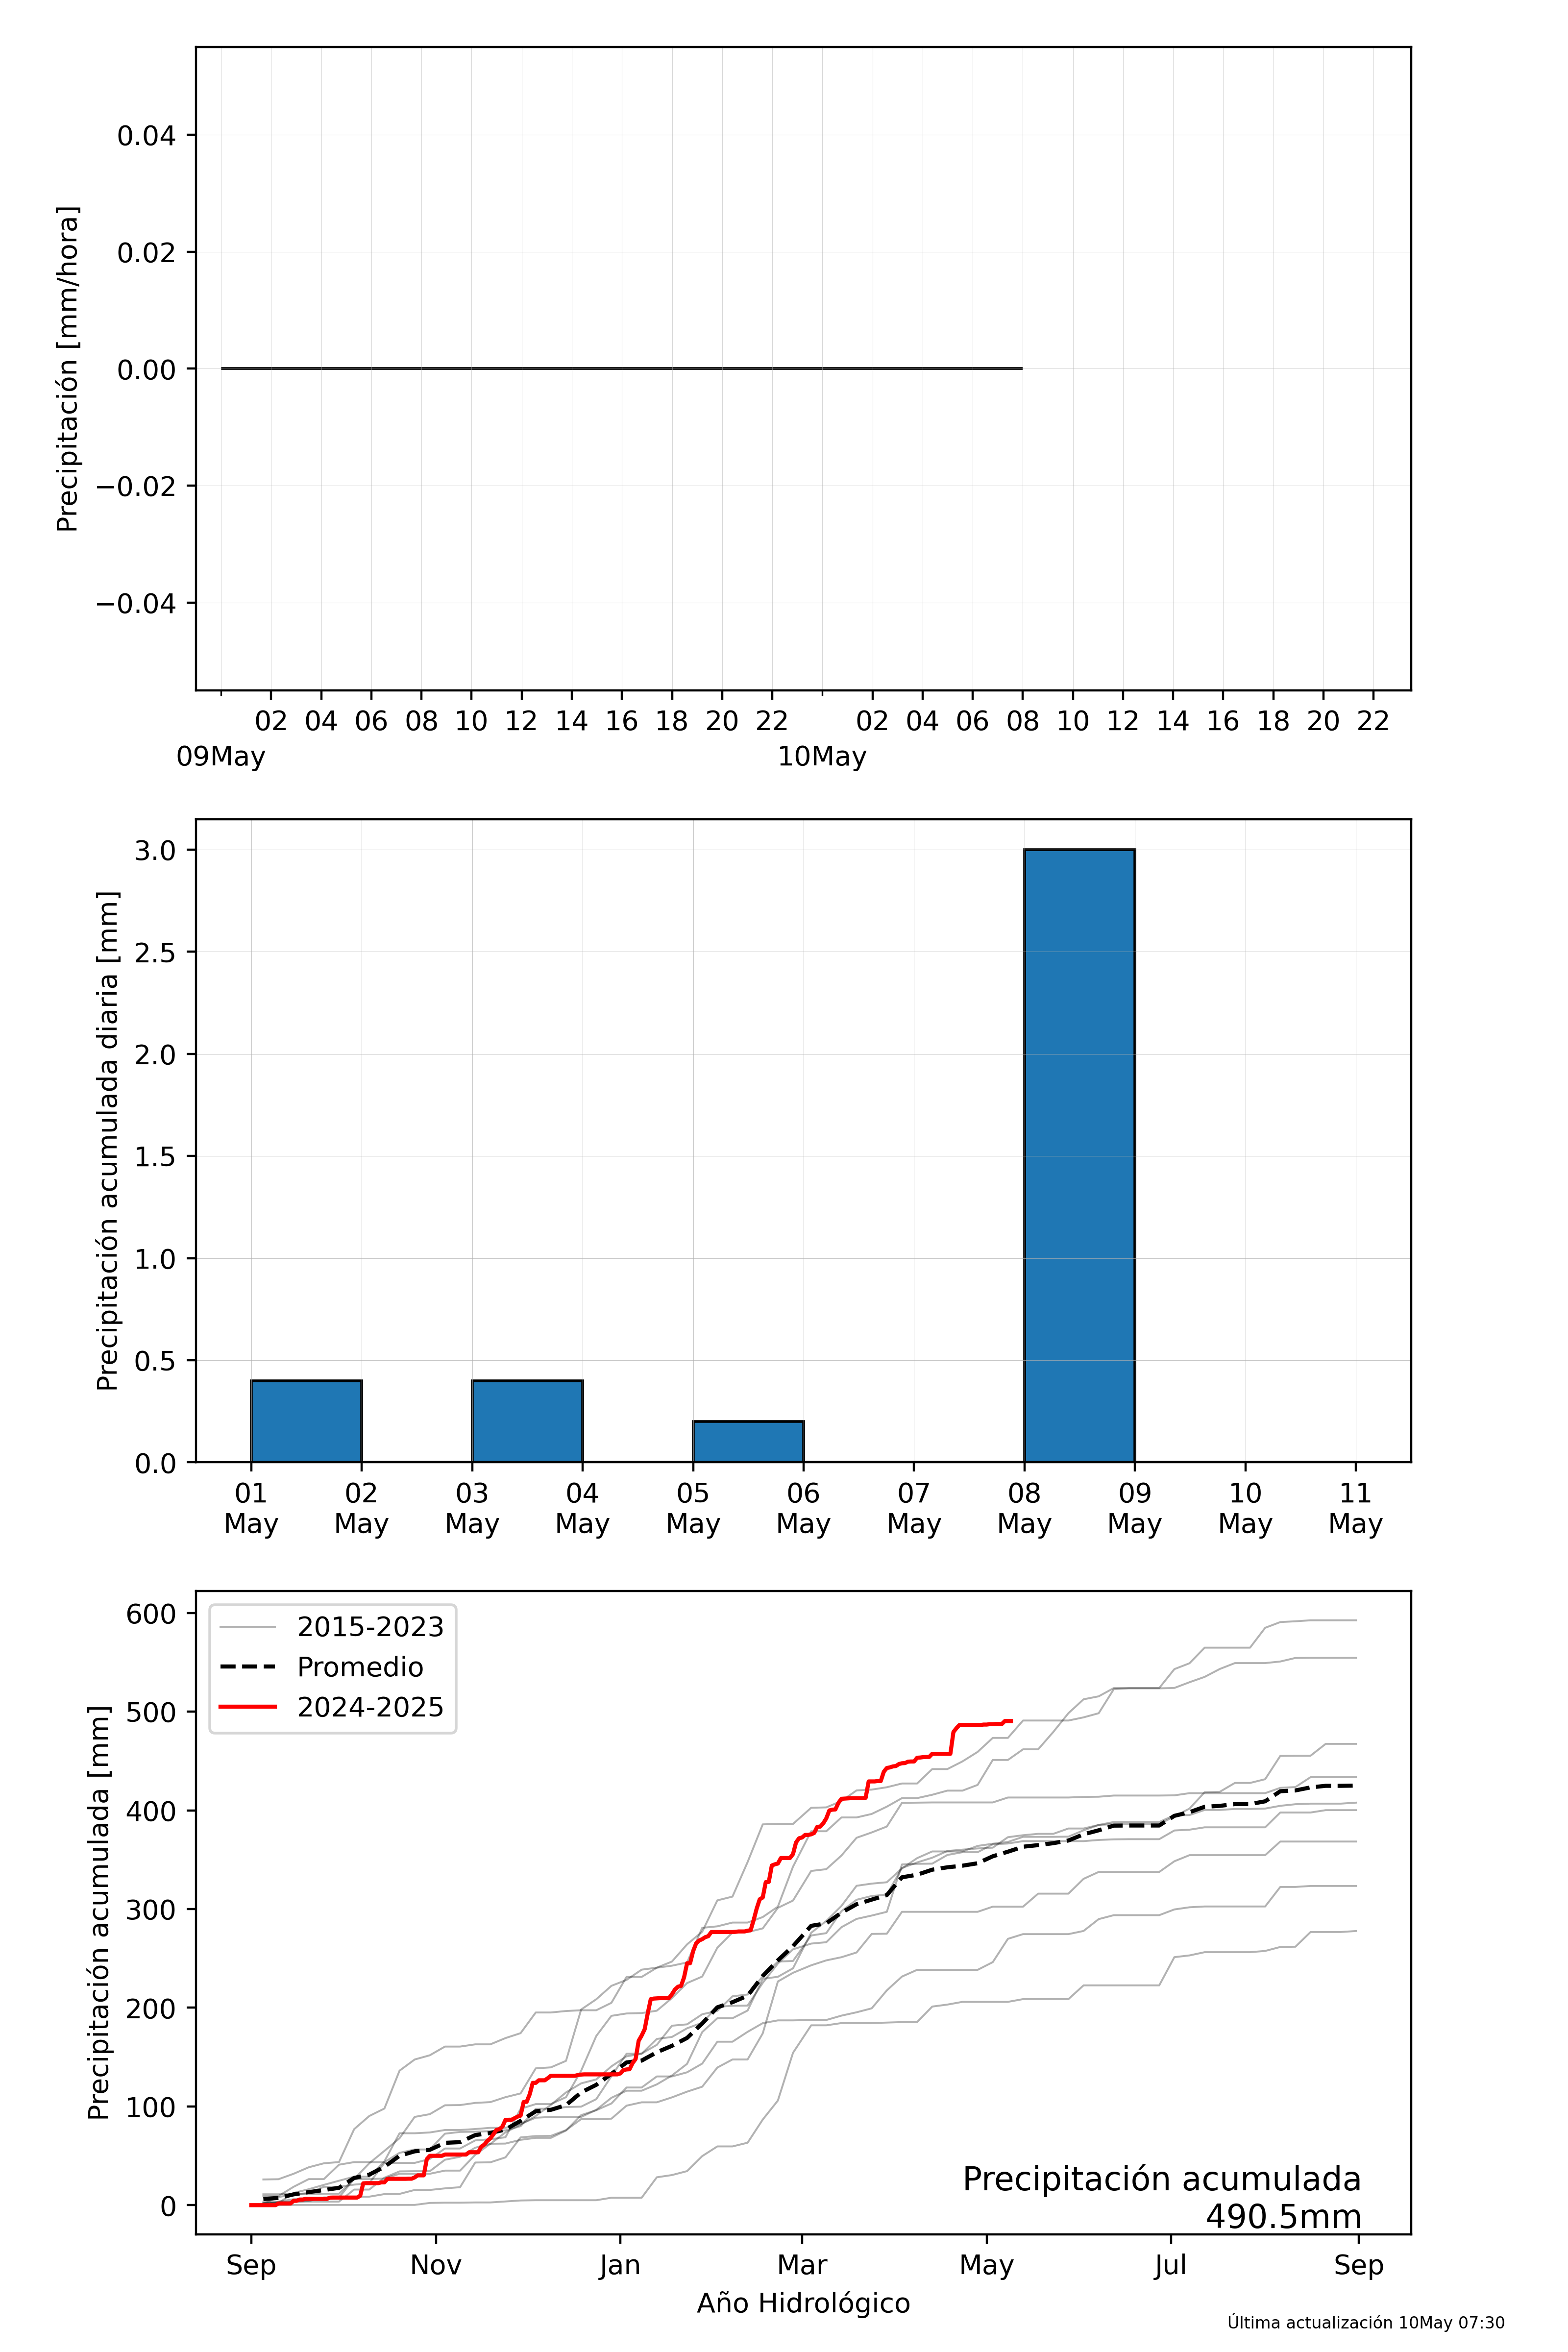 0.04
0.02
0.00
−0.02
−0.04
Precipitación [mm/hora]
02 04 06 08 10 12 14 16 18 20 22 02 04 06 08 10 12 14 16 18 20 22
09May 10May
3.0
2.5
2.0
1.5
1.0
0.5
0.0
Precipitación acumulada diaria [mm]
01 02 03 04 05 06 07 08 09 10 11
May May May May May May May May May May May
600
500
400
300
200
100
0
Precipitación acumulada [mm]
2015-2023
Promedio
2024-2025
Precipitación acumulada
490.5mm
Sep Nov Jan Mar May Jul Sep
Año Hidrológico
Última actualización 10May 07:30